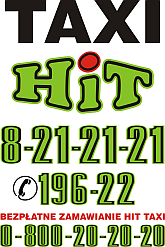 TAXI
HiT
8-21-21-21
196-22
BEZPŁATNE ZAMAWIANIE HIT TAXI
0-800-20-20-20